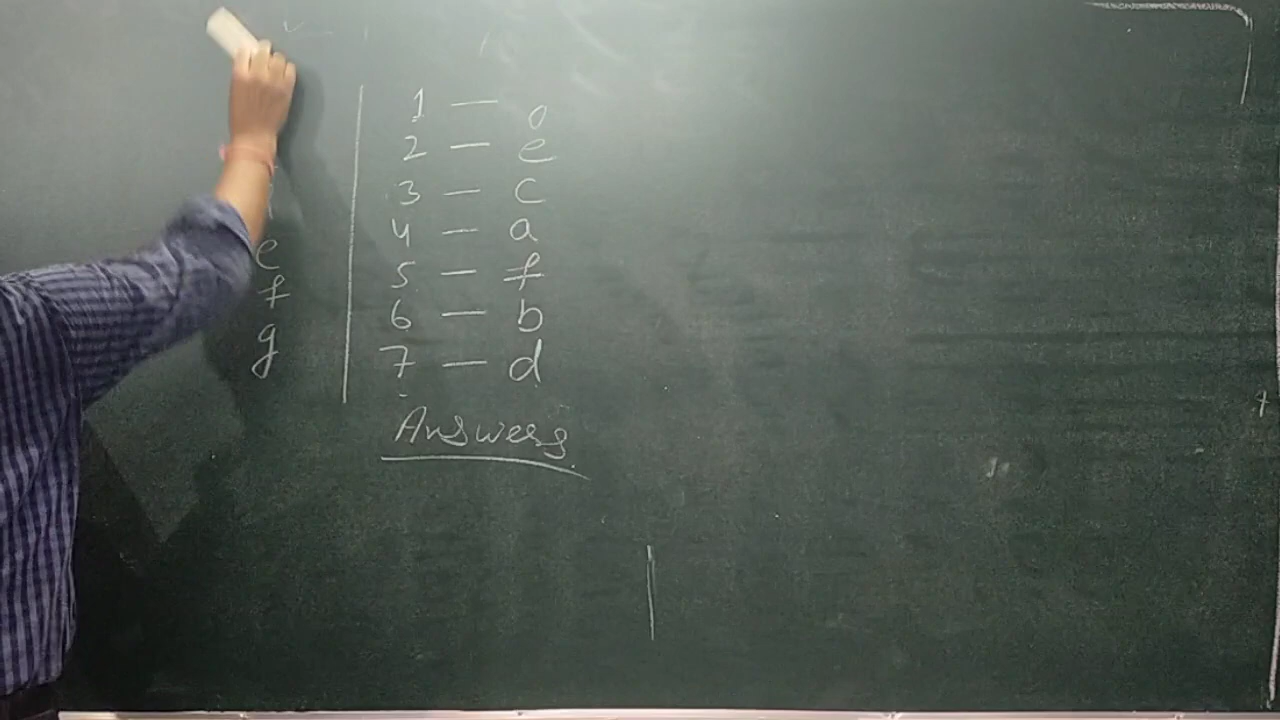 1 — g
2 — e
3 — c
4 — a
e
5 — f
f
6 — b
g
7 — d
Answers